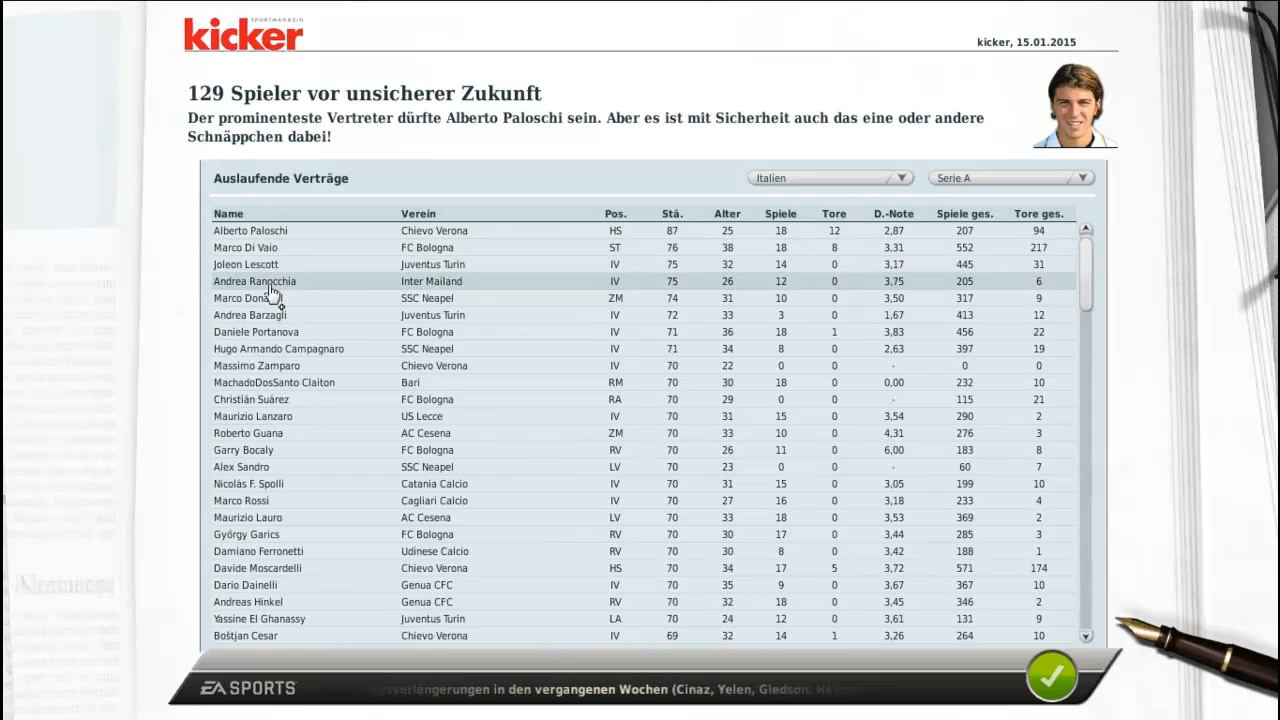 SPORTMAGAZIN
kicker
kicker, 15.01.2015
129 Spieler vor unsicherer Zukunft
Der prominenteste Vertreter dürfte Alberto Paloschi sein. Aber es ist mit Sicherheit auch das eine oder andere
Schnäppchen dabei!
Auslaufende Verträge Italien Serie A
Name Verein Pos. Stä. Alter Spiele Tore D.-Note Spiele ges. Tore ges.
Alberto Paloschi Chievo Verona HS 87 25 18 12 2,87 207 94
Marco Di Vaio FC Bologna ST 76 38 18 8 3,31 552 217
Joleon Lescott Juventus Turin IV 75 32 14 0 3,17 445 31
Andrea Ranocchia Inter Mailand IV 75 26 12 0 3,75 205 6
Marco SSC Neapel ZM 74 31 10 0 3,50 317 9
Andrea Barzagli Juventus Turin IV 72 33 3 0 1,67 413 12
Daniele Portanova FC Bologna IV 71 36 18 1 3,83 456 22
Hugo Armando Campagnaro SSC Neapel IV 71 34 8 0 2,63 397 19
Massimo Zamparo Chievo Verona IV 70 22 0 0 - 0 0
MachadoDosSanto Claiton Bari RM 70 30 18 0 0,00 232 10
Christián Suárez FC Bologna RA 70 29 0 0 - 115 21
Maurizio Lanzaro US Lecce IV 70 31 15 0 3,54 290 2
Roberto Guana AC Cesena ZM 70 33 10 0 4,31 276 3
Garry Bocaly FC Bologna RV 70 26 11 0 6,00 183 8
Alex Sandro SSC Neapel LV 70 23 0 0 - 60 7
Nicolás F. Spolli Catania Calcio IV 70 31 15 0 3,05 199 10
Marco Rossi Cagliari Calcio IV 70 27 16 0 3,18 233 4
Maurizio Lauro AC Cesena LV 70 33 18 0 3,53 369 2
György Garics FC Bologna RV 70 30 17 0 3,44 285 3
Damiano Ferronetti Udinese Calcio RV 70 30 8 0 3,42 188 1
Davide Moscardelli Chievo Verona HS 70 34 17 5 3,72 571 174
Dario Dainelli Genua CFC IV 70 35 9 0 3,67 367 10
Andreas Hinkel Genua CFC RV 70 32 18 0 3,45 346 2
Yassine El Ghanassy Juventus Turin LA 70 24 12 0 3,61 131 9
Boštjan Cesar Chievo Verona IV 69 32 14 1 3,26 264 10
EA SPORTS gsverlängerungen in den vergangenen Wochen (Cinaz, Yelen, Gledson,